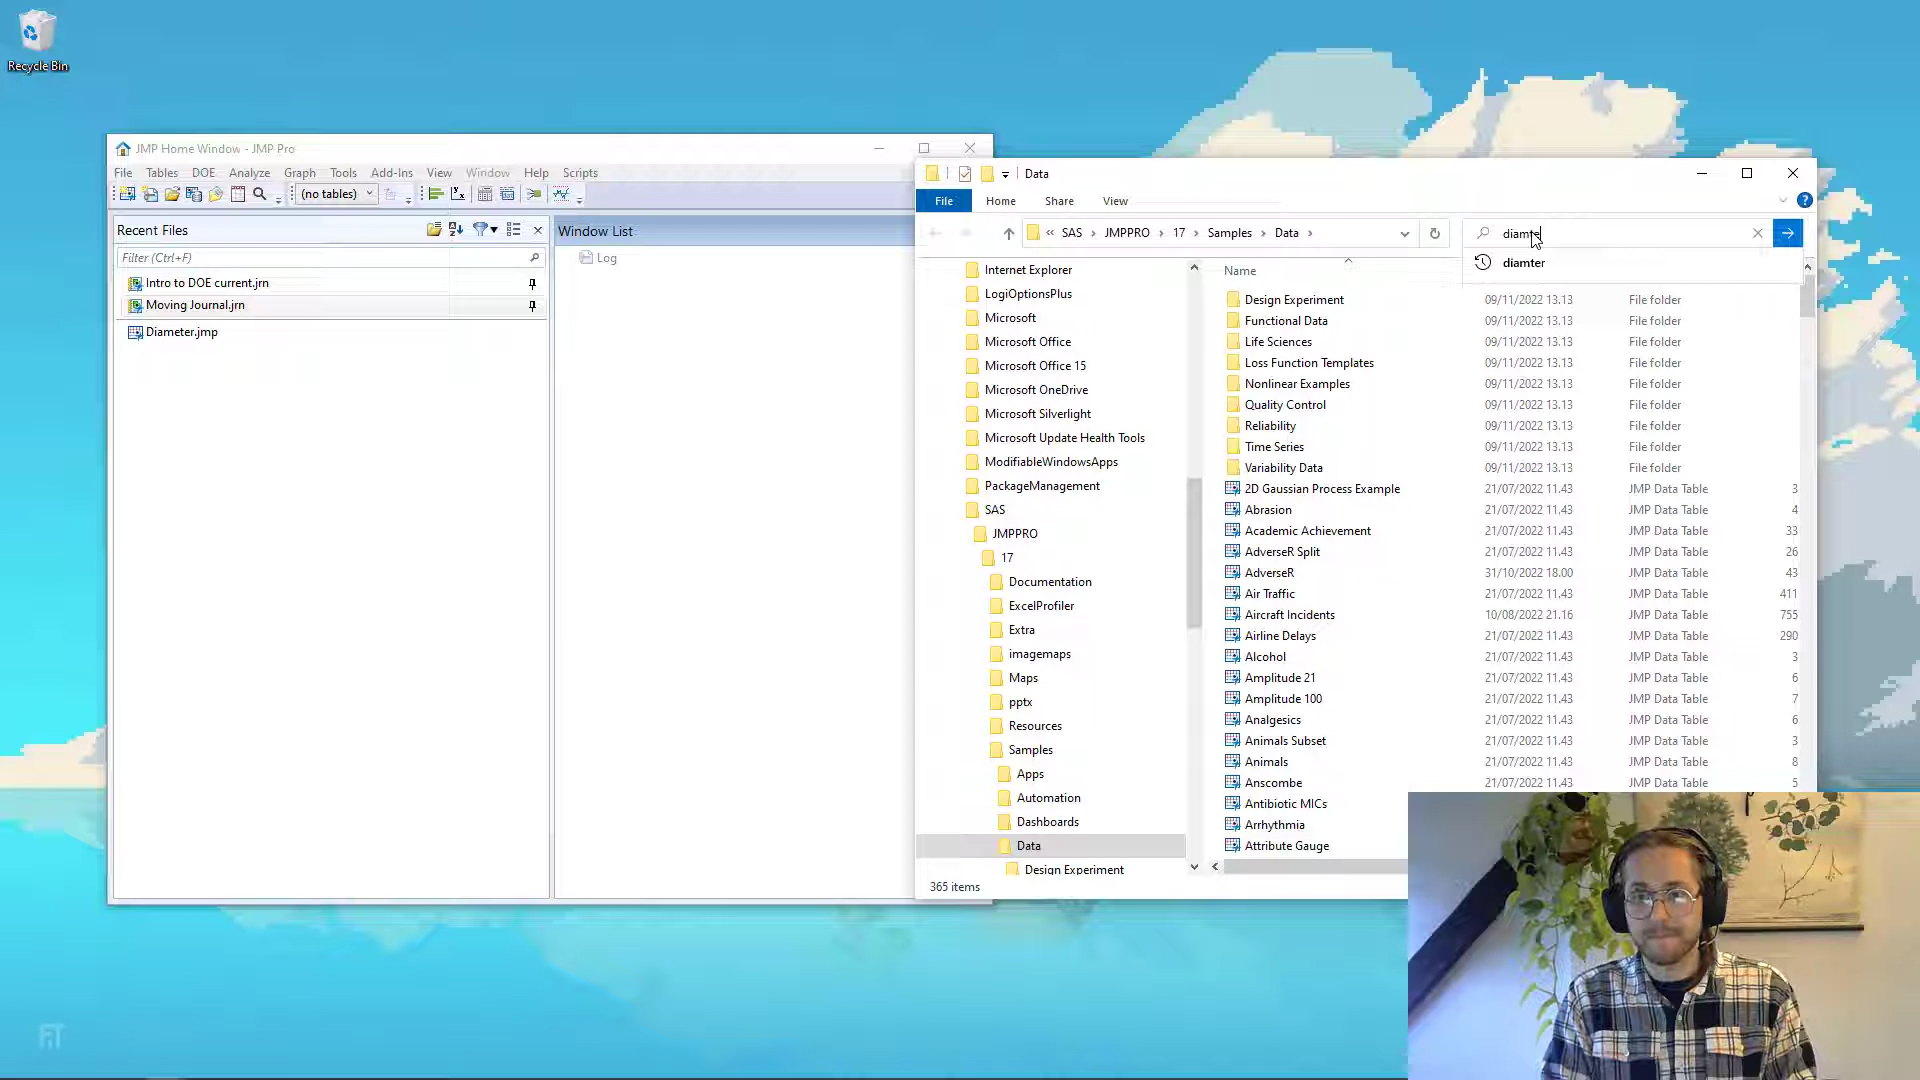 Recycle Bin
JMP Home Window - JMP Pro
File Tables DOE Analyze Graph Tools Add-Ins View Window Help Scripts
(no tables)
Recent Files
Filter (Ctrl+F)
Intro to DOE current.jrn
Moving Journal.jrn
Diameter.jmp
Window List
Log
Data
File Home Share View
« SAS › JMPPRO › 17 › Samples › Data ›
diamte
diamter
Internet Explorer
LogiOptionsPlus
Microsoft
Microsoft Office
Microsoft Office 15
Microsoft OneDrive
Microsoft Silverlight
Microsoft Update Health Tools
ModifiableWindowsApps
PackageManagement
SAS
JMPPRO
17
Documentation
ExcelProfiler
Extra
imagemaps
Maps
pptx
Resources
Samples
Apps
Automation
Dashboards
Data
Design Experiment
Name
Design Experiment 09/11/2022 13.13 File folder
Functional Data 09/11/2022 13.13 File folder
Life Sciences 09/11/2022 13.13 File folder
Loss Function Templates 09/11/2022 13.13 File folder
Nonlinear Examples 09/11/2022 13.13 File folder
Quality Control 09/11/2022 13.13 File folder
Reliability 09/11/2022 13.13 File folder
Time Series 09/11/2022 13.13 File folder
Variability Data 09/11/2022 13.13 File folder
2D Gaussian Process Example 21/07/2022 11.43 JMP Data Table 3
Abrasion 21/07/2022 11.43 JMP Data Table 4
Academic Achievement 21/07/2022 11.43 JMP Data Table 33
AdverseR Split 21/07/2022 11.43 JMP Data Table 26
AdverseR 31/10/2022 18.00 JMP Data Table 43
Air Traffic 21/07/2022 11.43 JMP Data Table 411
Aircraft Incidents 10/08/2022 21.16 JMP Data Table 755
Airline Delays 21/07/2022 11.43 JMP Data Table 290
Alcohol 21/07/2022 11.43 JMP Data Table 3
Amplitude 21 21/07/2022 11.43 JMP Data Table 6
Amplitude 100 21/07/2022 11.43 JMP Data Table 7
Analgesics 21/07/2022 11.43 JMP Data Table 6
Animals Subset 21/07/2022 11.43 JMP Data Table 3
Animals 21/07/2022 11.43 JMP Data Table 8
Anscombe 21/07/2022 11.43 JMP Data Table 5
Antibiotic MICs
Arrhythmia
Attribute Gauge
365 items